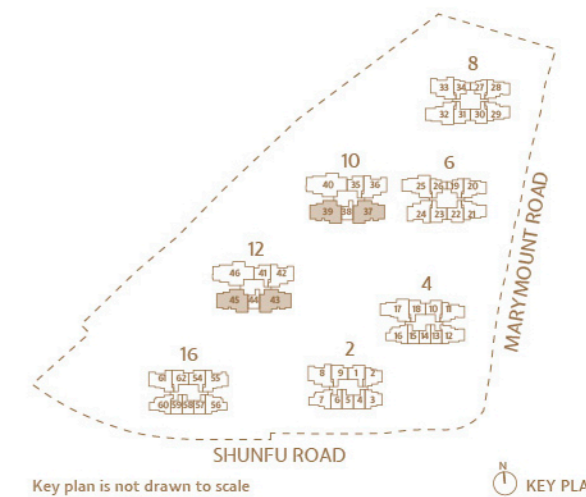 8
33 34 27 28
32 31 30 29
10
40 35 36
39 38 37
6
25 26 19 20
24 23 22 21
12
46 41 42
45 44 43
4
17 18 10 11
16 15 14 13 12
16
61 62 54 55
60 59 58 57 56
2
8 9 1 2
7 6 5 4 3
MARYMOUNT ROAD
SHUNFU ROAD
Key plan is not drawn to scale
N
KEY PLA